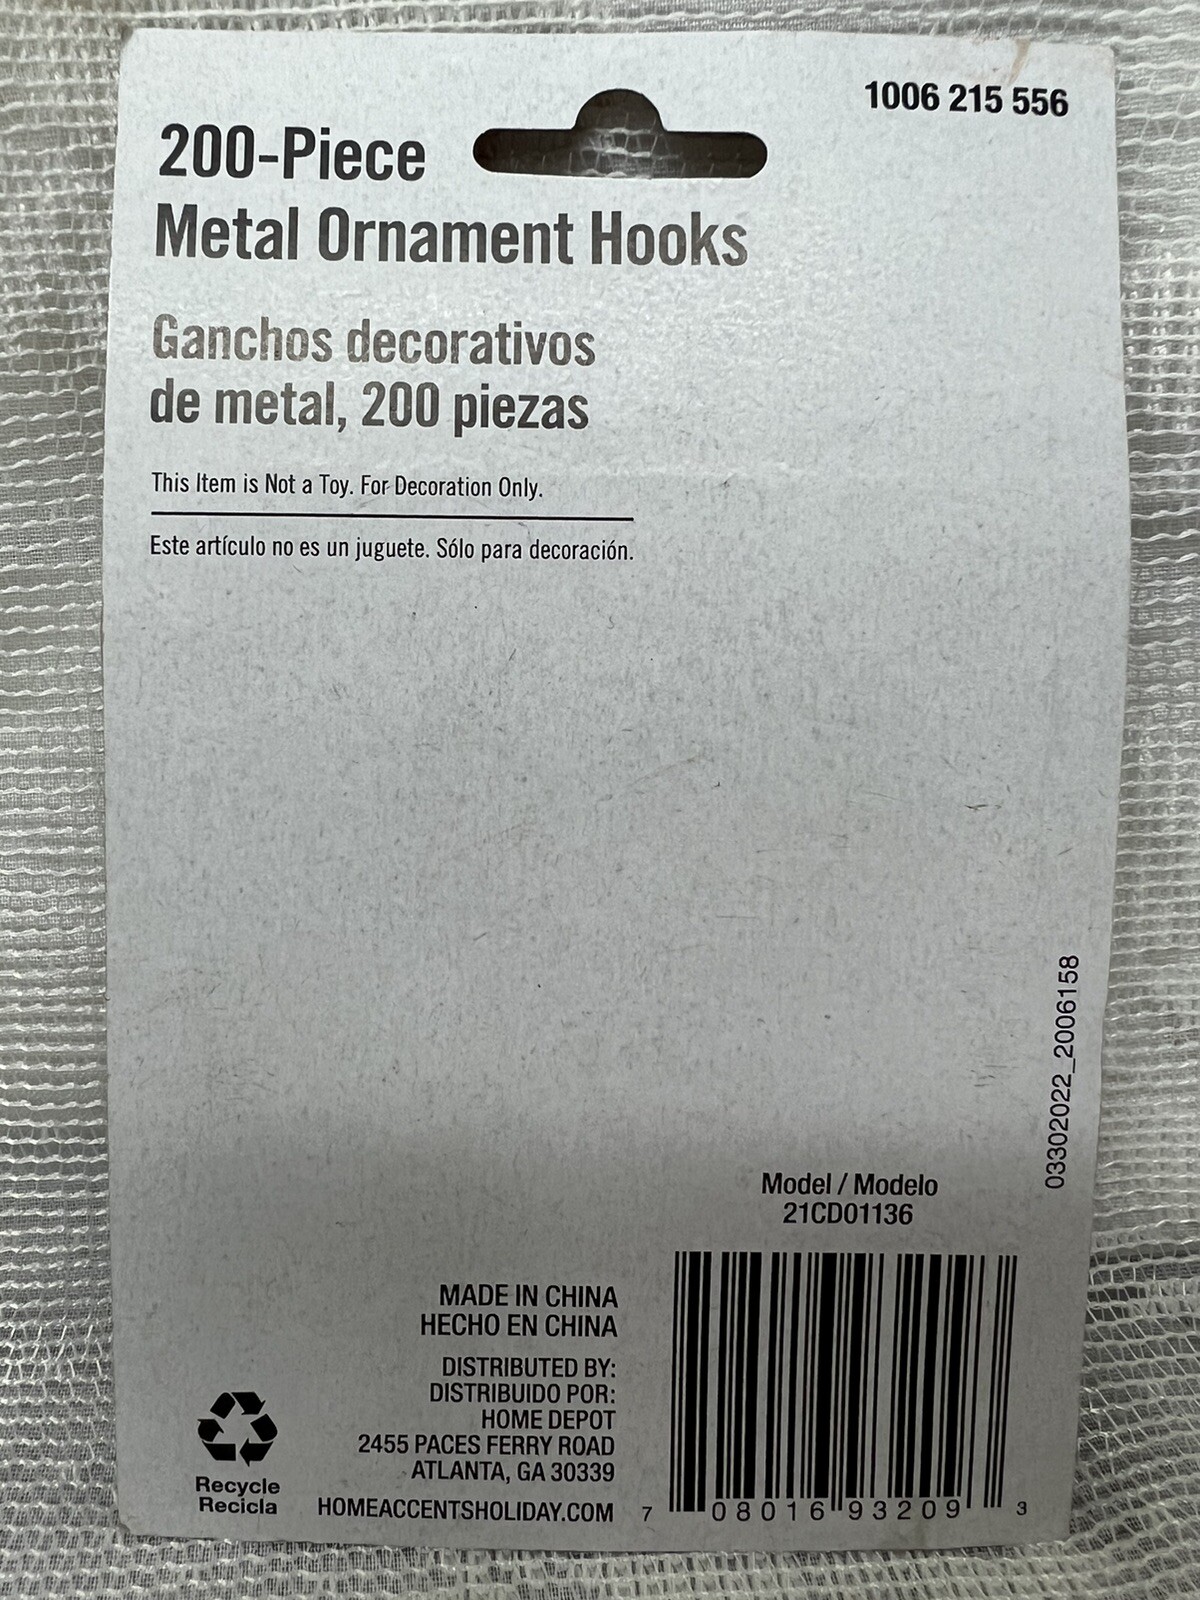 1006 215 556
200-Piece
Metal Ornament Hooks
Ganchos decorativos
de metal, 200 piezas
This Item is Not a Toy. For Decoration Only.
Este artículo no es un juguete. Sólo para decoración.
03302022_2006158
Model / Modelo
21CD01136
MADE IN CHINA
HECHO EN CHINA
DISTRIBUTED BY:
DISTRIBUIDO POR:
HOME DEPOT
2455 PACES FERRY ROAD
ATLANTA, GA 30339
HOMEACCENTSHOLIDAY.COM
Recycle
Recicla
7 08016 93209 3